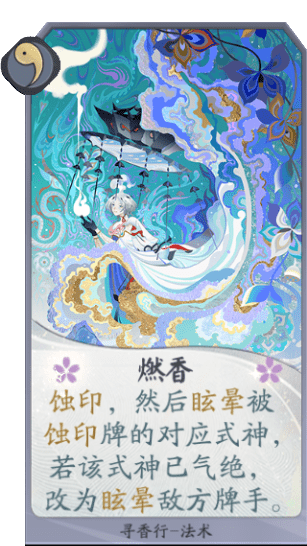 燃香
蚀印，然后眩晕被
蚀印牌的对应式神，
若该式神已气绝，
改为眩晕敌方牌手。
寻香行-法术